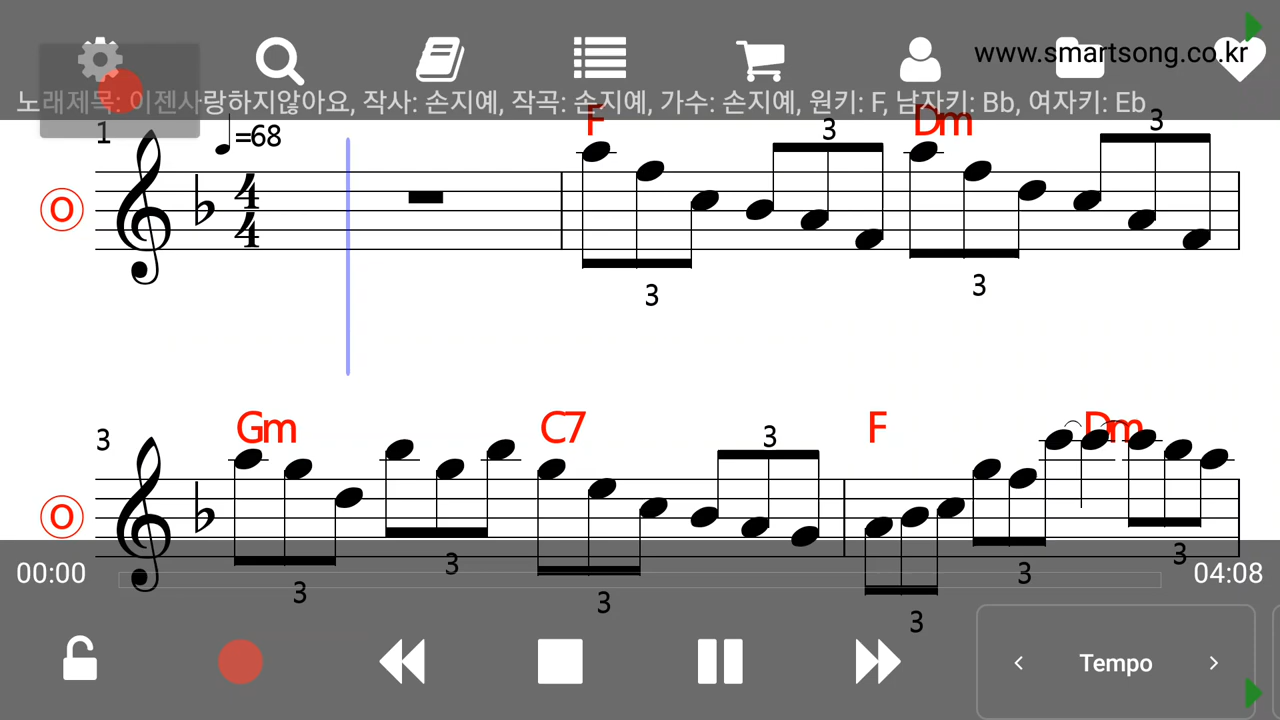 www.smartsong.co.kr
노래제목: 이젠사랑하지않아요, 작사: 손지예, 작곡: 손지예, 가수: 손지예, 원키: F, 남자키: Bb, 여자키: Eb
1 =68 F 3 Dm 3
4
4
O
3 3
3 Gm C7 3 F Dm
O
00:00 3 3 3 3 3 04:08
Tempo